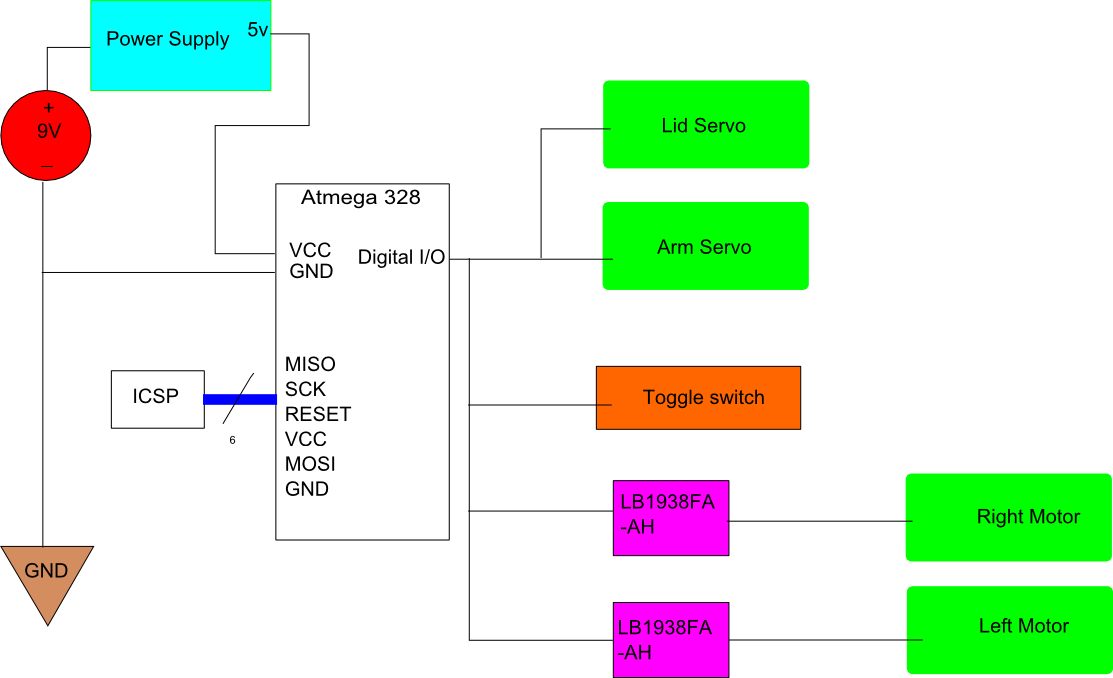 Power Supply
5v
+
9V
_
Atmega 328
VCC
GND
Digital I/O
MISO
SCK
RESET
VCC
MOSI
GND
ICSP
6
GND
Lid Servo
Arm Servo
Toggle switch
LB1938FA
-AH
Right Motor
LB1938FA
-AH
Left Motor